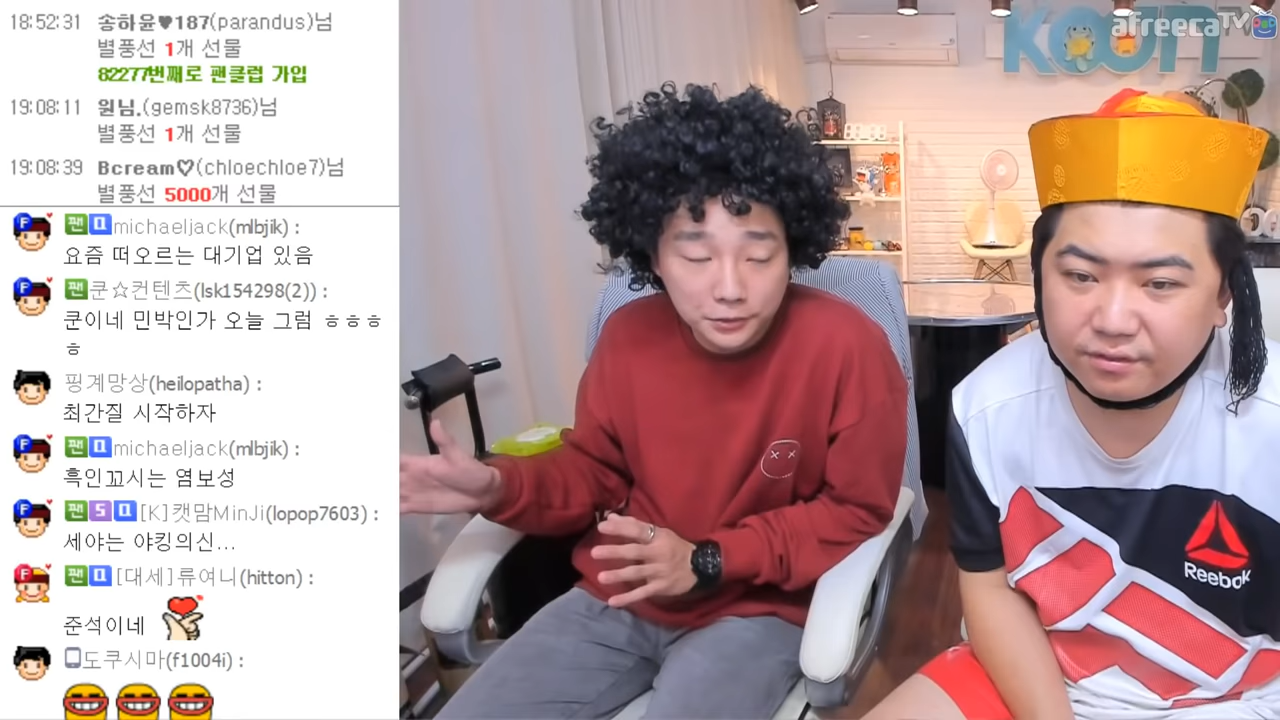 18:52:31 송하윤♥187(parandus)님
별풍선 1개 선물
82277번째로 팬클럽 가입
19:08:11 원님.(gemsk8736)님
별풍선 1개 선물
19:08:39 Bcream♡(chloechloe7)님
별풍선 5000개 선물
팬 Q michaeljack(mlbjik) :
요즘 떠오르는 대기업 있음
팬 쿤☆컨텐츠(lsk154298(2)) :
쿤이네 민박인가 오늘 그럼 ㅎㅎㅎ
ㅎ
핑계망상(heilopatha) :
최간질 시작하자
팬 Q michaeljack(mlbjik) :
흑인꼬시는 염보성
팬 S Q [K]캣맘MinJi(lopop7603) :
세야는 야킹의신...
팬 Q [대세]류여니(hitton) :
준석이네
도쿠시마(f1004i) :
afreecaTV
KOON
Reebok